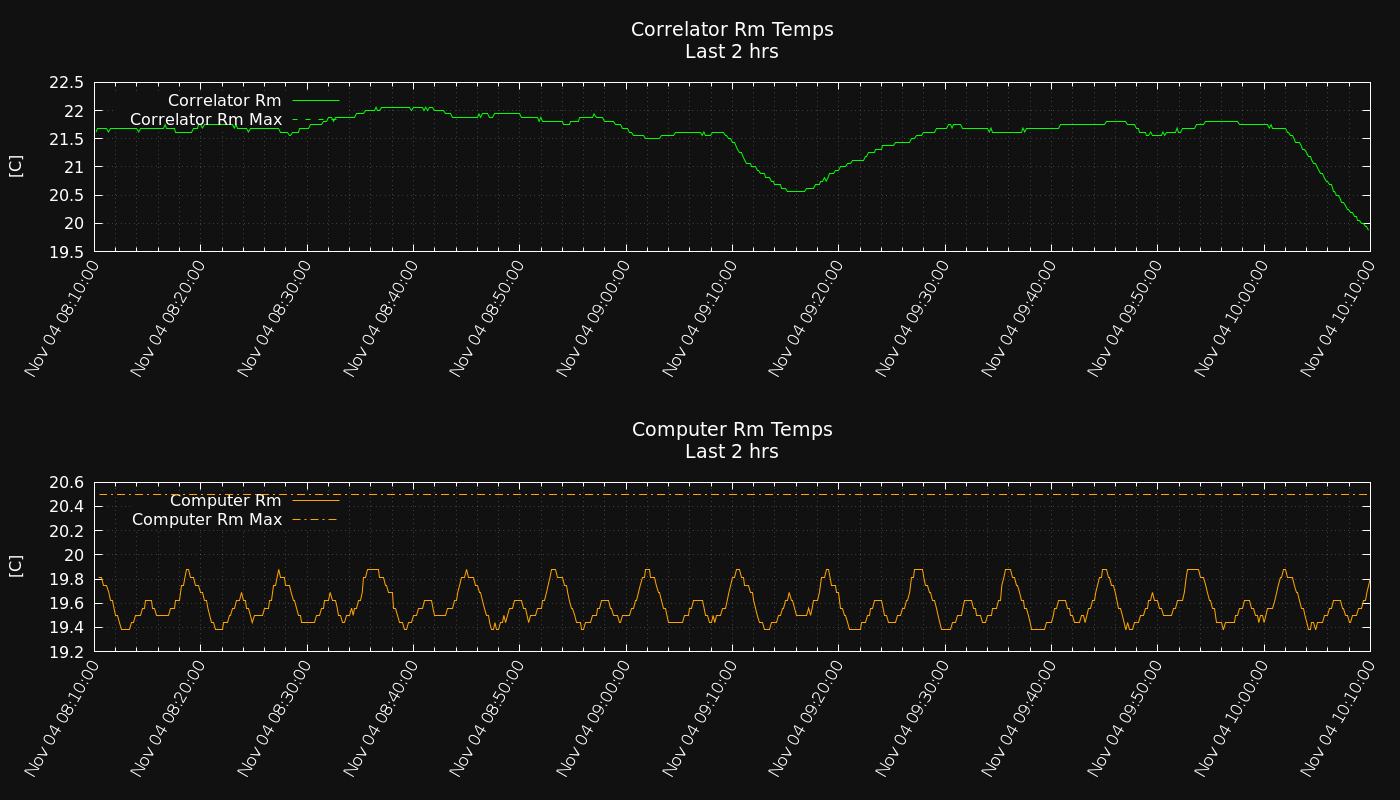 Correlator Rm Temps
Last 2 hrs
22.5
22
21.5
21
20.5
20
19.5
[C]
Correlator Rm
Correlator Rm Max
Nov 04 08:10:00
Nov 04 08:20:00
Nov 04 08:30:00
Nov 04 08:40:00
Nov 04 08:50:00
Nov 04 09:00:00
Nov 04 09:10:00
Nov 04 09:20:00
Nov 04 09:30:00
Nov 04 09:40:00
Nov 04 09:50:00
Nov 04 10:00:00
Nov 04 10:10:00
Computer Rm Temps
Last 2 hrs
20.6
20.4
20.2
20
19.8
19.6
19.4
19.2
[C]
Computer Rm
Computer Rm Max
Nov 04 08:10:00
Nov 04 08:20:00
Nov 04 08:30:00
Nov 04 08:40:00
Nov 04 08:50:00
Nov 04 09:00:00
Nov 04 09:10:00
Nov 04 09:20:00
Nov 04 09:30:00
Nov 04 09:40:00
Nov 04 09:50:00
Nov 04 10:00:00
Nov 04 10:10:00